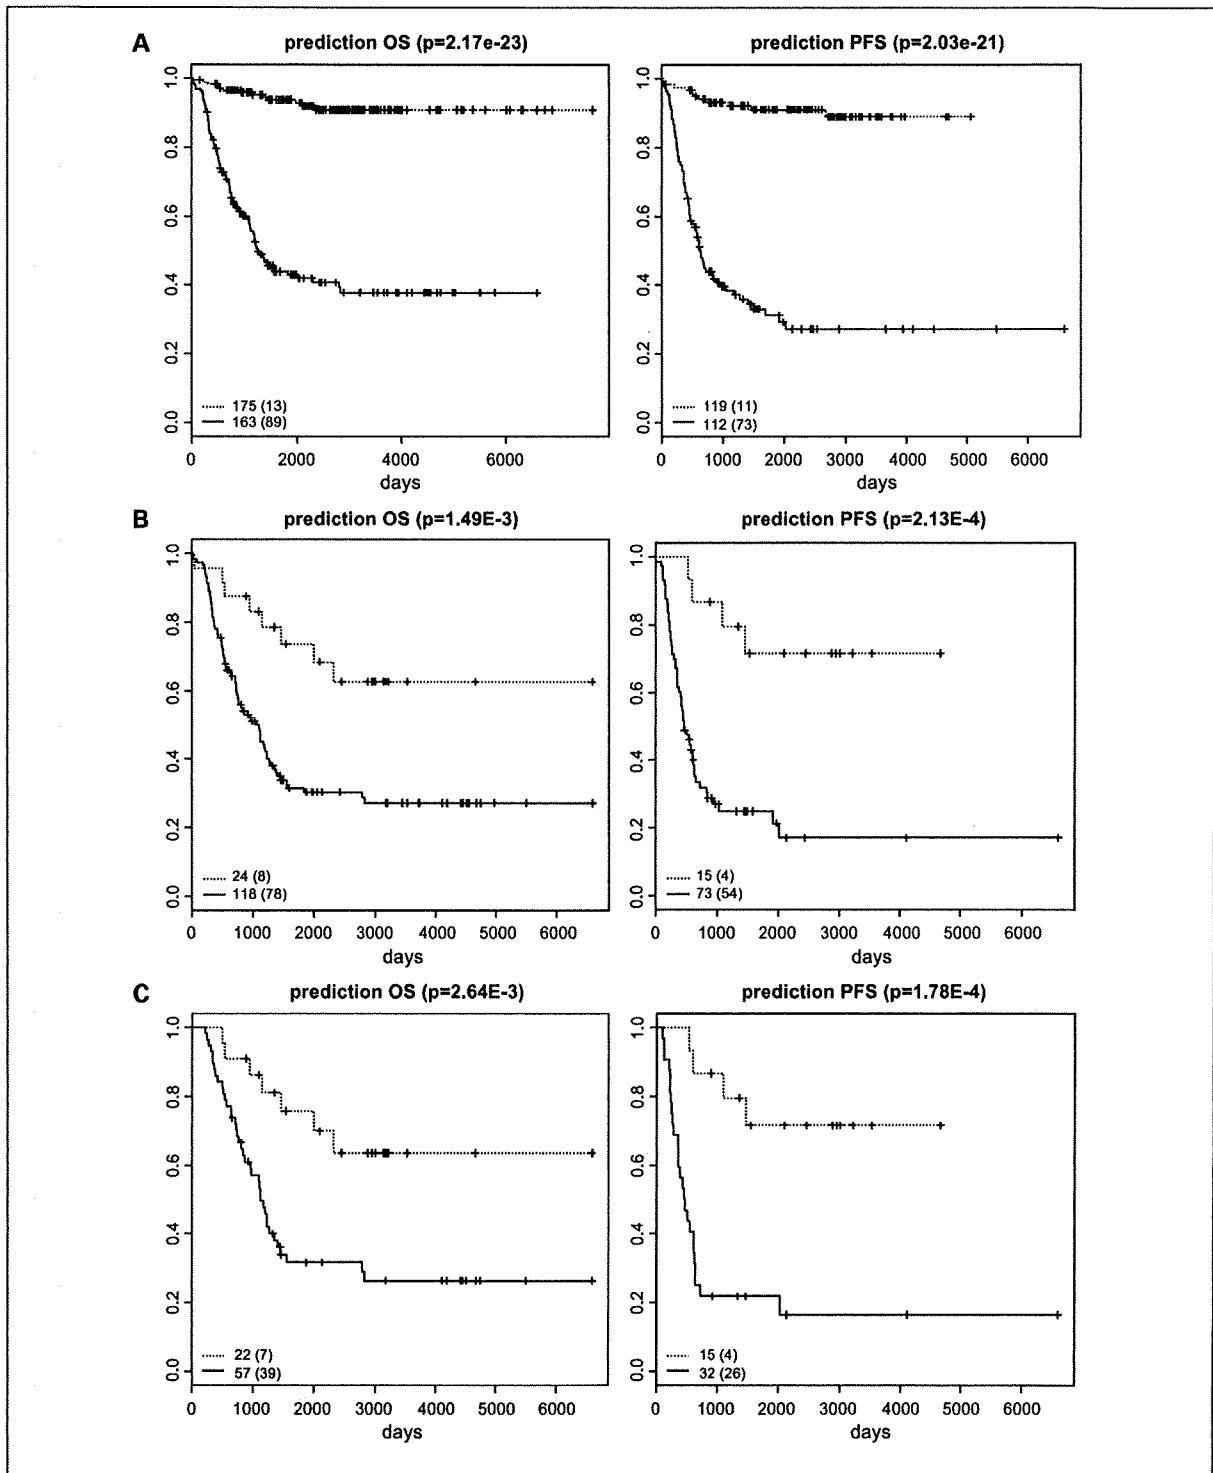 A
prediction OS (p=2.17e-23)
1.0
0.8
0.6
0.4
0.2
0.0
175 (13)
163 (89)
0 2000 4000 6000
days
prediction PFS (p=2.03e-21)
1.0
0.8
0.6
0.4
0.2
0.0
119 (11)
112 (73)
0 1000 2000 3000 4000 5000 6000
days
B
prediction OS (p=1.49E-3)
1.0
0.8
0.6
0.4
0.2
0.0
24 (8)
118 (78)
0 1000 2000 3000 4000 5000 6000
days
prediction PFS (p=2.13E-4)
1.0
0.8
0.6
0.4
0.2
0.0
15 (4)
73 (54)
0 1000 2000 3000 4000 5000 6000
days
C
prediction OS (p=2.64E-3)
1.0
0.8
0.6
0.4
0.2
0.0
22 (7)
57 (39)
0 1000 2000 3000 4000 5000 6000
days
prediction PFS (p=1.78E-4)
1.0
0.8
0.6
0.4
0.2
0.0
15 (4)
32 (26)
0 1000 2000 3000 4000 5000 6000
days